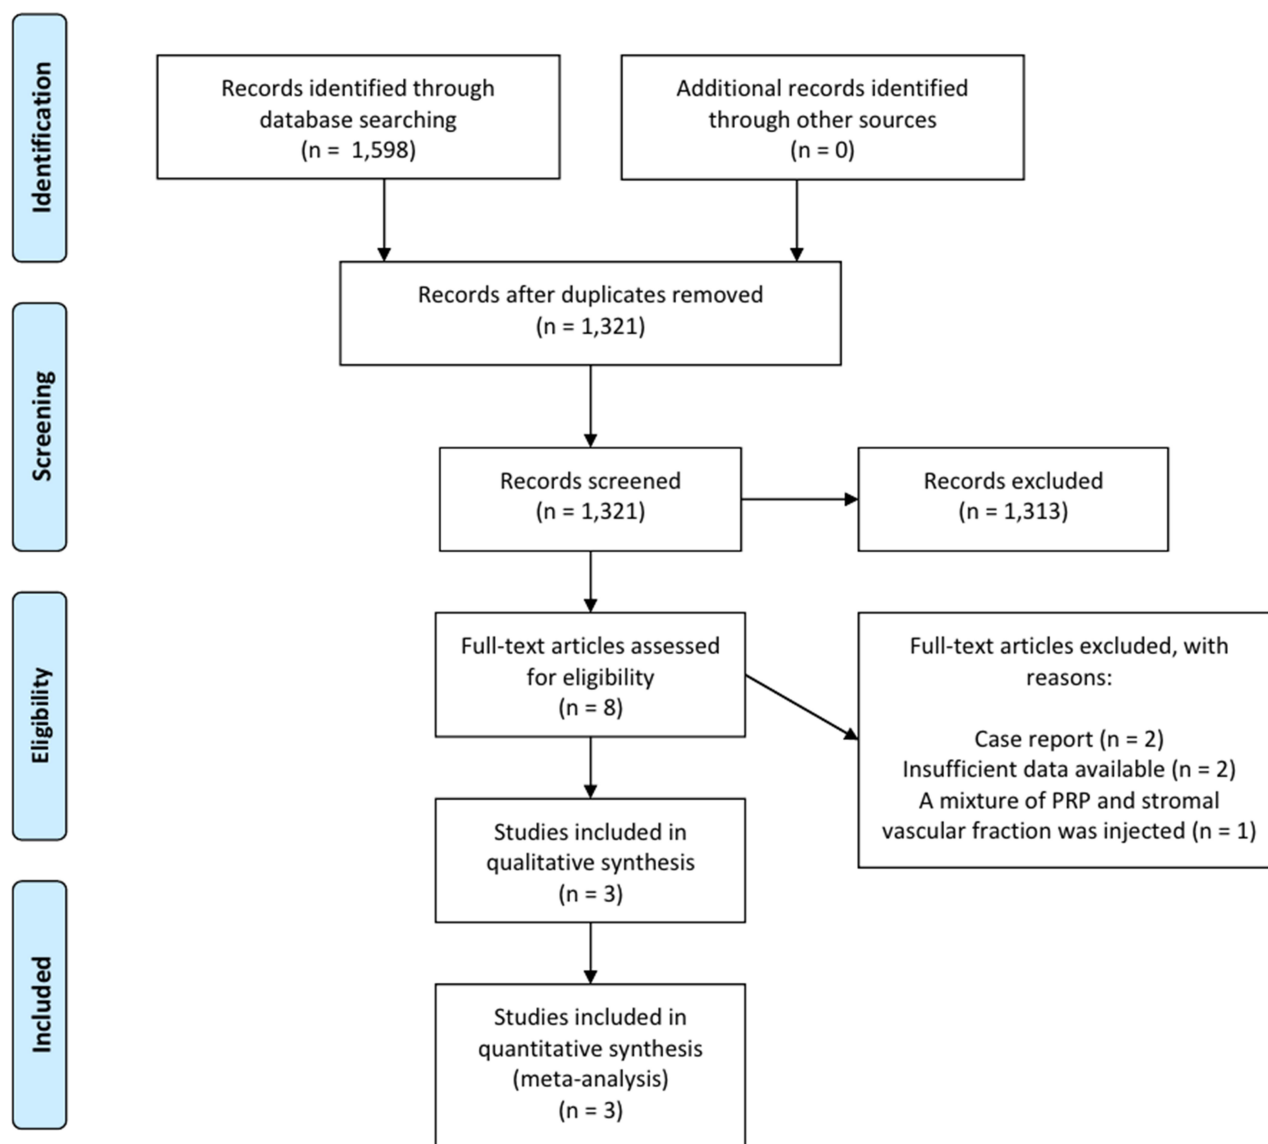 Identification
Records identified through
database searching
(n =  1,598)
Additional records identified
through other sources
(n = 0)
Records after duplicates removed
(n = 1,321)
Screening
Records screened
(n = 1,321)
Records excluded
(n = 1,313)
Eligibility
Full-text articles assessed
for eligibility
(n = 8)
Full-text articles excluded, with
reasons:
Case report (n = 2)
Insufficient data available (n = 2)
A mixture of PRP and stromal
vascular fraction was injected (n = 1)
Studies included in
qualitative synthesis
(n = 3)
Included
Studies included in
quantitative synthesis
(meta-analysis)
(n = 3)